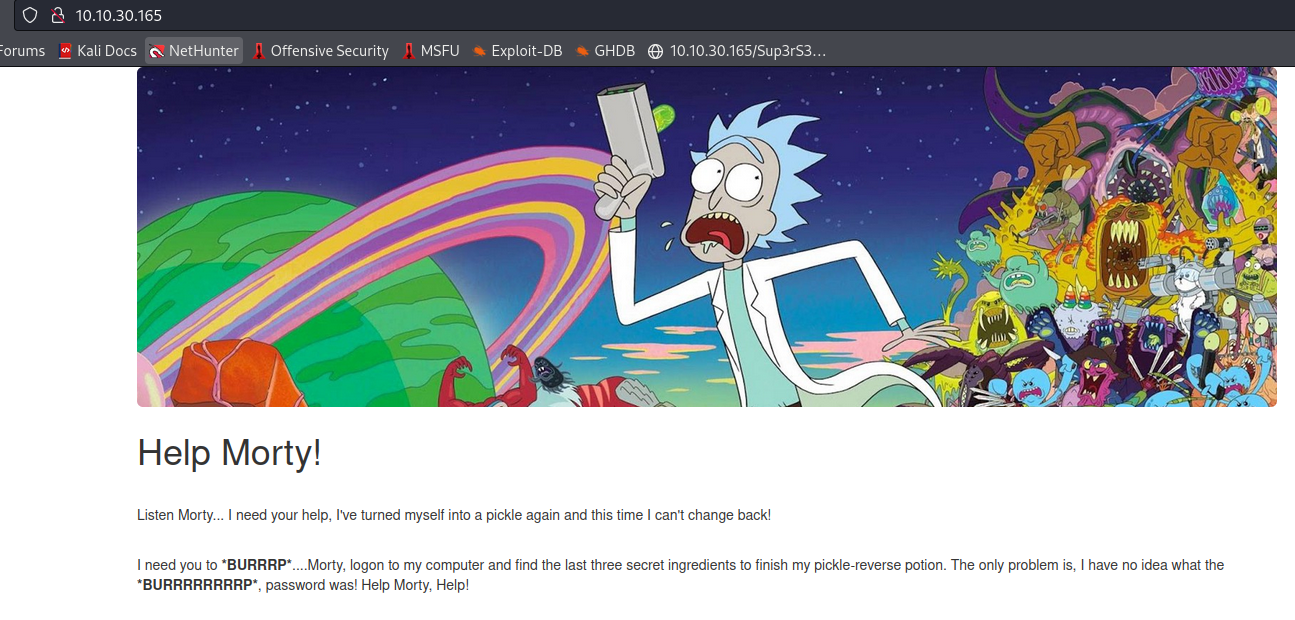 10.10.30.165
Forums Kali Docs NetHunter Offensive Security MSFU Exploit-DB GHDB 10.10.30.165/Sup3rS3…
Help Morty!
Listen Morty... I need your help, I've turned myself into a pickle again and this time I can't change back!
I need you to *BURRRP*....Morty, logon to my computer and find the last three secret ingredients to finish my pickle-reverse potion. The only problem is, I have no idea what the
*BURRRRRRRRP*, password was! Help Morty, Help!